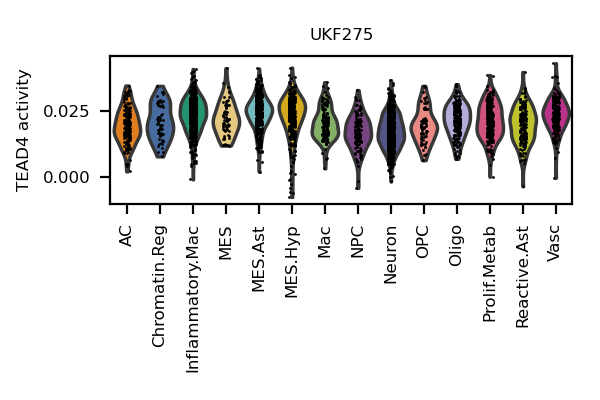 UKF275
TEAD4 activity
0.025
0.000
AC
Chromatin.Reg
Inflammatory.Mac
MES
MES.Ast
MES.Hyp
Mac
NPC
Neuron
OPC
Oligo
Prolif.Metab
Reactive.Ast
Vasc